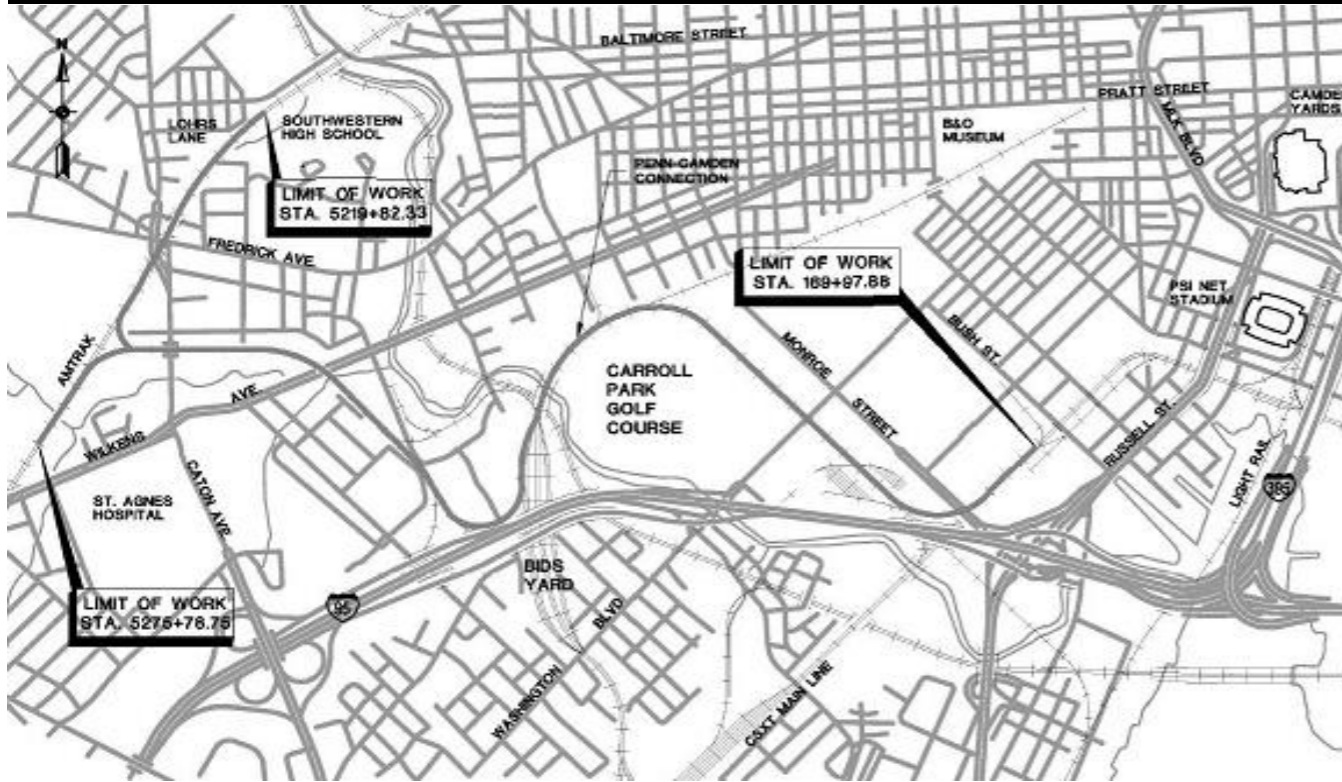 N
BALTIMORE STREET
PRATT STREET
CAMDEN
YARDS
MLK BLVD
LOHRS
LANE
SOUTHWESTERN
HIGH SCHOOL
B&O
MUSEUM
PENN-CAMDEN
CONNECTION
LIMIT OF WORK
STA. 5219+82.33
FREDRICK AVE
LIMIT OF WORK
STA. 169+97.88
PSI NET
STADIUM
BUSH ST.
AMTRAK
MONROE
STREET
CARROLL
PARK
GOLF
COURSE
WILKENS
AVE.
RUSSELL ST.
LIGHT RAIL
395
ST. AGNES
HOSPITAL
CATON AVE.
BIDS
YARD
95
LIMIT OF WORK
STA. 5275+78.75
WASHINGTON
BLVD
CSXT MAIN LINE